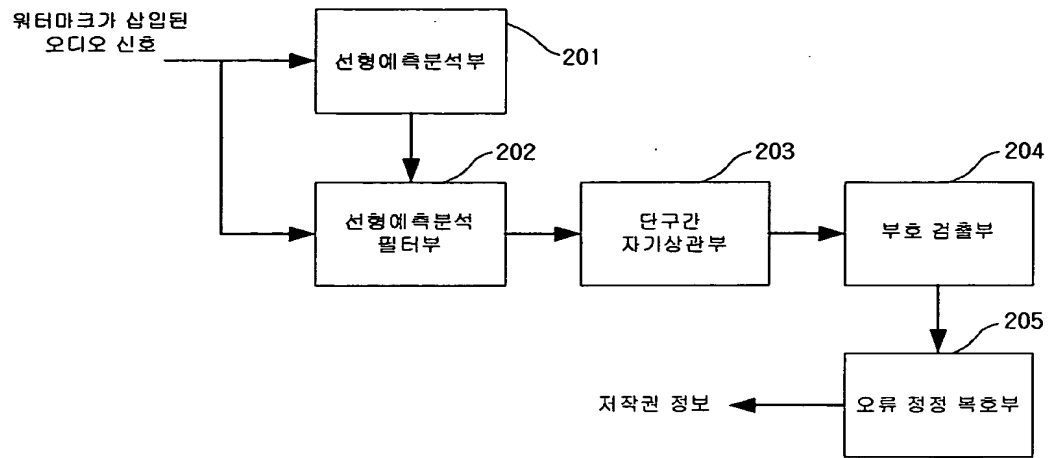 워터마크가 삽입된
오디오 신호
선형예측분석부
201
202
선형예측분석
필터부
203
단구간
자기상관부
204
부호 검출부
205
오류 정정 복호부
저작권 정보